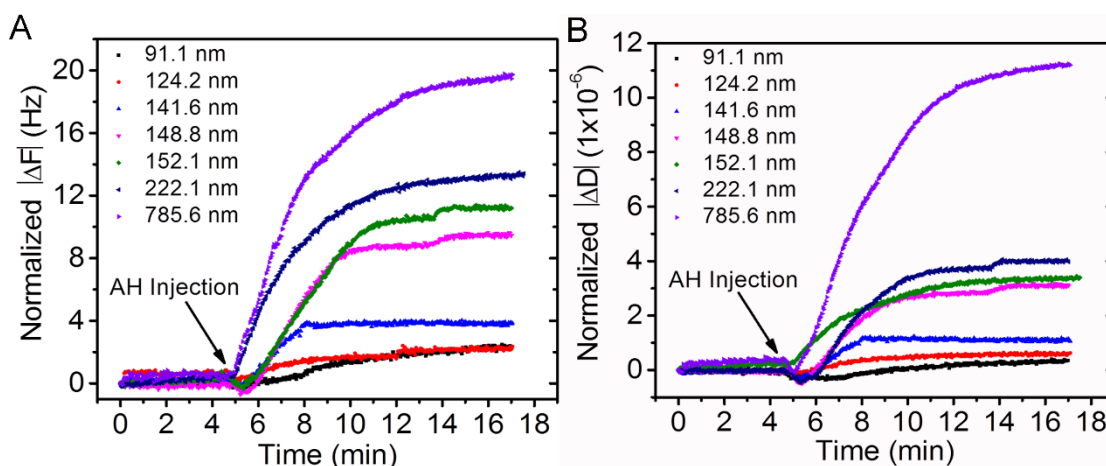 A
Normalized |ΔF| (Hz)
20
16
12
8
4
0
91.1 nm
124.2 nm
141.6 nm
148.8 nm
152.1 nm
222.1 nm
785.6 nm
AH Injection
0 2 4 6 8 10 12 14 16 18
Time (min)
B
Normalized |ΔD| (1x10-6)
12
10
8
6
4
2
0
91.1 nm
124.2 nm
141.6 nm
148.8 nm
152.1 nm
222.1 nm
785.6 nm
AH Injection
0 2 4 6 8 10 12 14 16 18
Time (min)